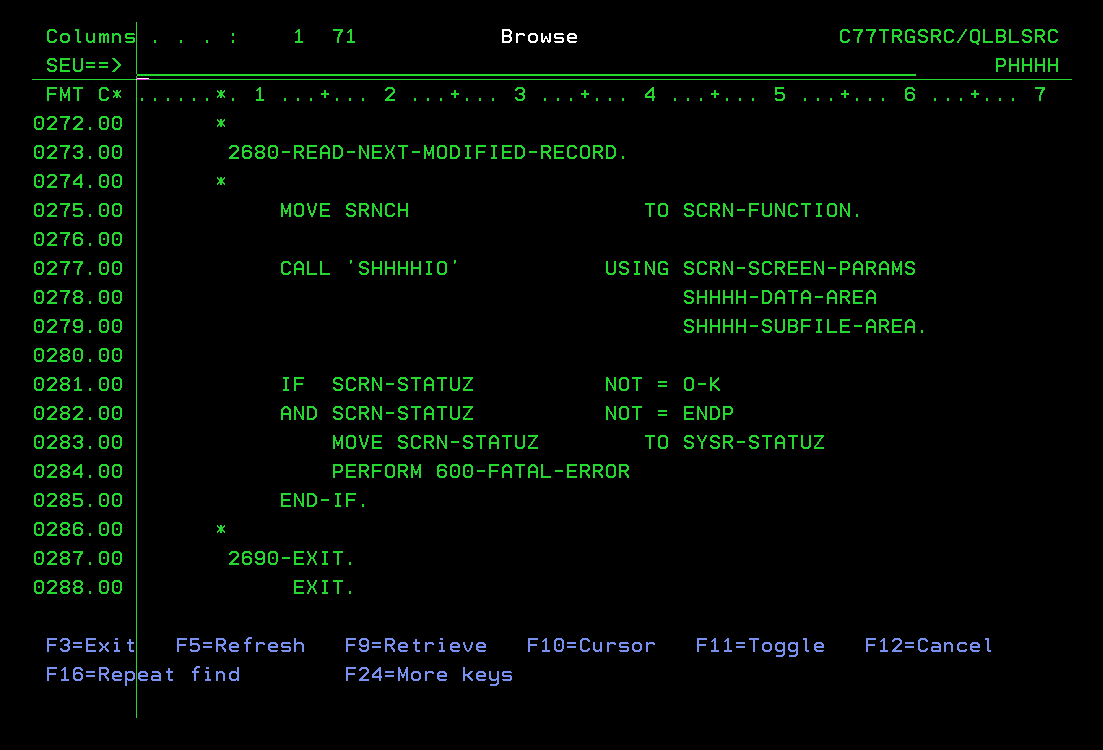 Columns . . . :    1  71           Browse                    C77TRGSRC/QLBLSRC
SEU==>                                                                   PHHHH
FMT C* ......*. 1 ...+... 2 ...+... 3 ...+... 4 ...+... 5 ...+... 6 ...+... 7
0272.00       *
0273.00        2680-READ-NEXT-MODIFIED-RECORD.
0274.00       *
0275.00            MOVE SRNCH                  TO SCRN-FUNCTION.
0276.00
0277.00            CALL 'SHHHHIO'           USING SCRN-SCREEN-PARAMS
0278.00                                           SHHHH-DATA-AREA
0279.00                                           SHHHH-SUBFILE-AREA.
0280.00
0281.00            IF  SCRN-STATUZ          NOT = O-K
0282.00            AND SCRN-STATUZ          NOT = ENDP
0283.00                MOVE SCRN-STATUZ        TO SYSR-STATUZ
0284.00                PERFORM 600-FATAL-ERROR
0285.00            END-IF.
0286.00       *
0287.00        2690-EXIT.
0288.00             EXIT.
F3=Exit   F5=Refresh   F9=Retrieve   F10=Cursor   F11=Toggle   F12=Cancel
F16=Repeat find        F24=More keys